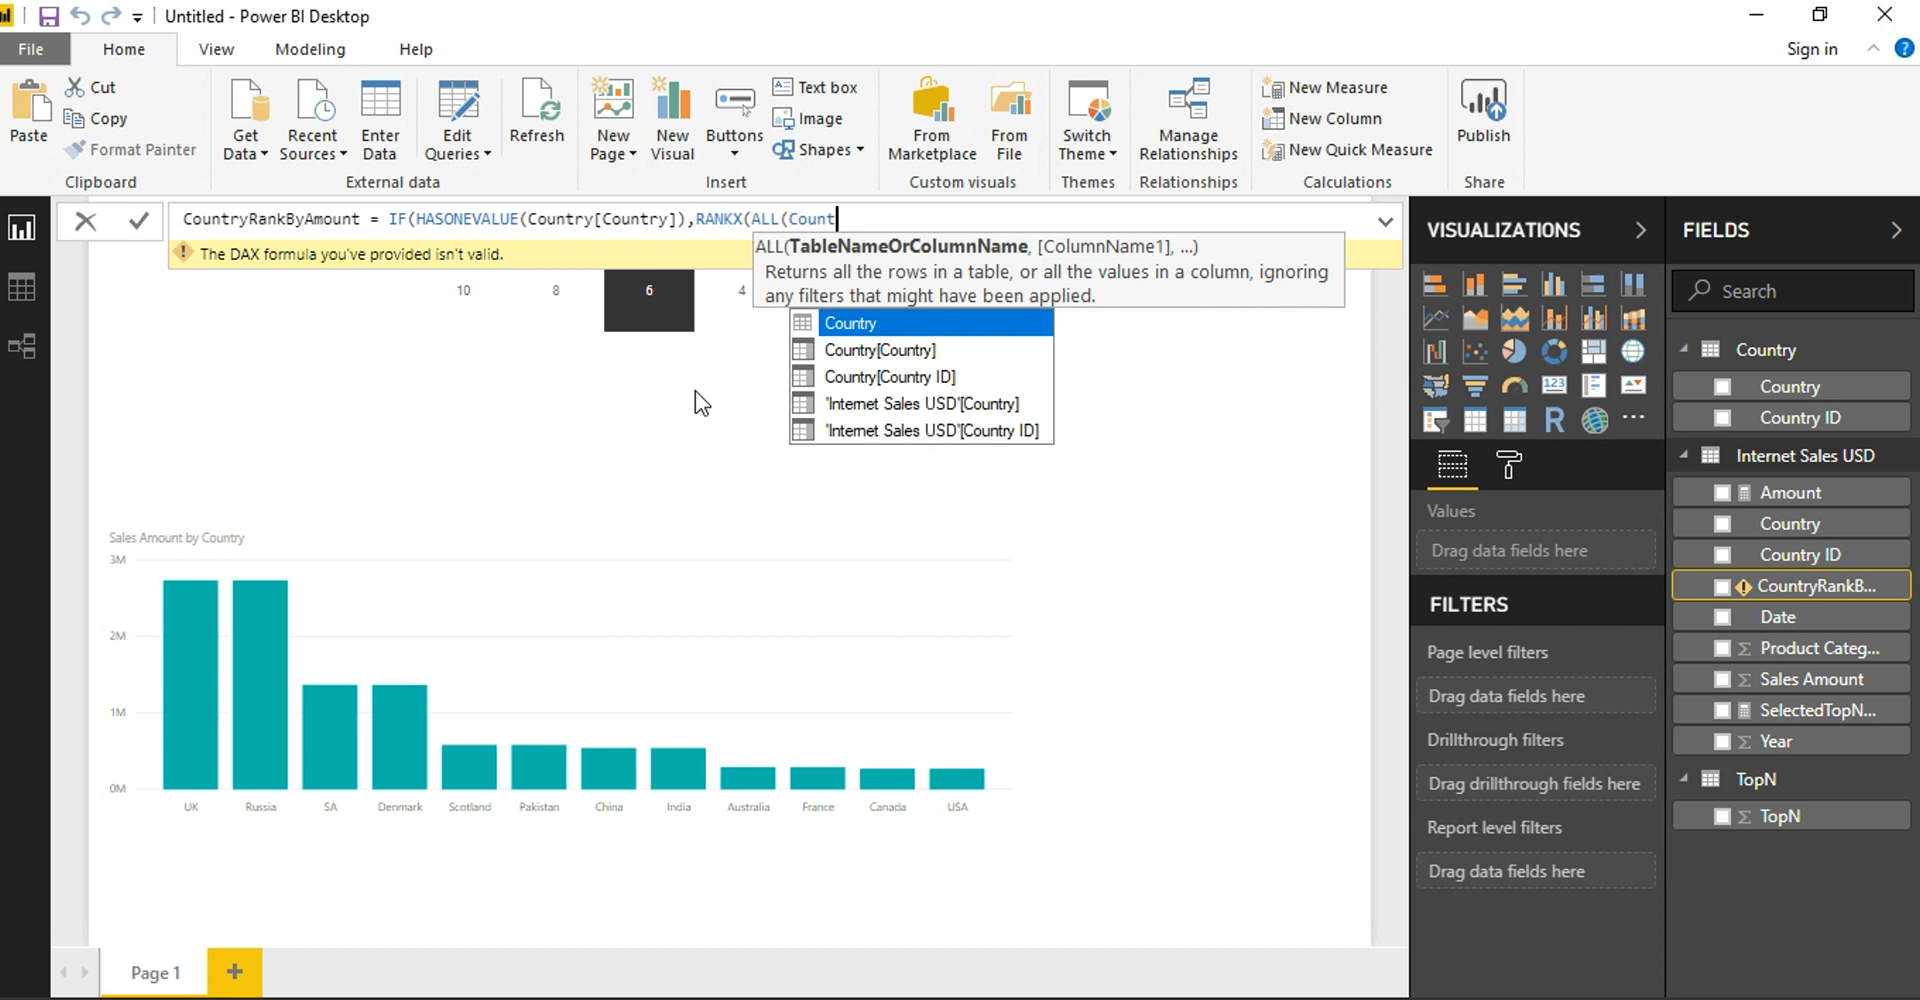 Untitled - Power BI Desktop
File
Home
View
Modeling
Help
Sign in
Paste
Cut
Copy
Format Painter
Clipboard
Get
Data
Recent
Sources
Enter
Data
Edit
Queries
Refresh
External data
New
Page
New
Visual
Buttons
Text box
Image
Shapes
Insert
From
Marketplace
From
File
Custom visuals
Switch
Theme
Themes
Manage
Relationships
Relationships
New Measure
New Column
New Quick Measure
Calculations
Publish
Share
CountryRankByAmount = IF(HASONEVALUE(Country[Country]),RANKX(ALL(Count
The DAX formula you've provided isn't valid.
ALL(TableNameOrColumnName, [ColumnName1], ...)
Returns all the rows in a table, or all the values in a column, ignoring
any filters that might have been applied.
10 8 6 4
Country
Country[Country]
Country[Country ID]
'Internet Sales USD'[Country]
'Internet Sales USD'[Country ID]
Sales Amount by Country
3M
2M
1M
0M
UK Russia SA Denmark Scotland Pakistan China India Australia France Canada USA
Page 1
VISUALIZATIONS
123
R
Values
Drag data fields here
FILTERS
Page level filters
Drag data fields here
Drillthrough filters
Drag drillthrough fields here
Report level filters
Drag data fields here
FIELDS
Search
Country
Country
Country ID
Internet Sales USD
Amount
Country
Country ID
CountryRankB...
Date
Product Categ...
Sales Amount
SelectedTopN...
Year
TopN
TopN